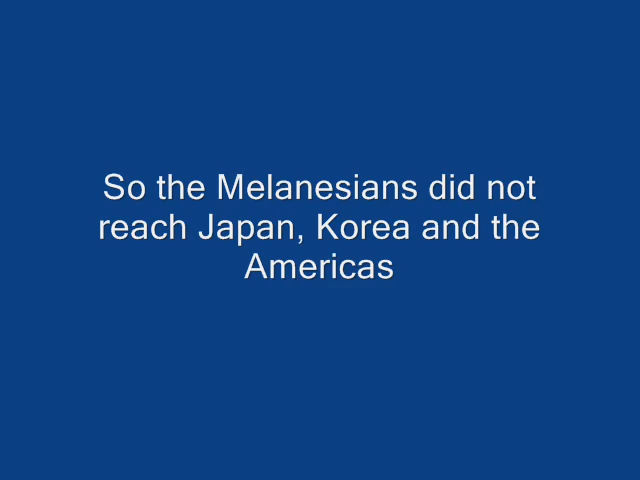 So the Melanesians did not
reach Japan, Korea and the
Americas